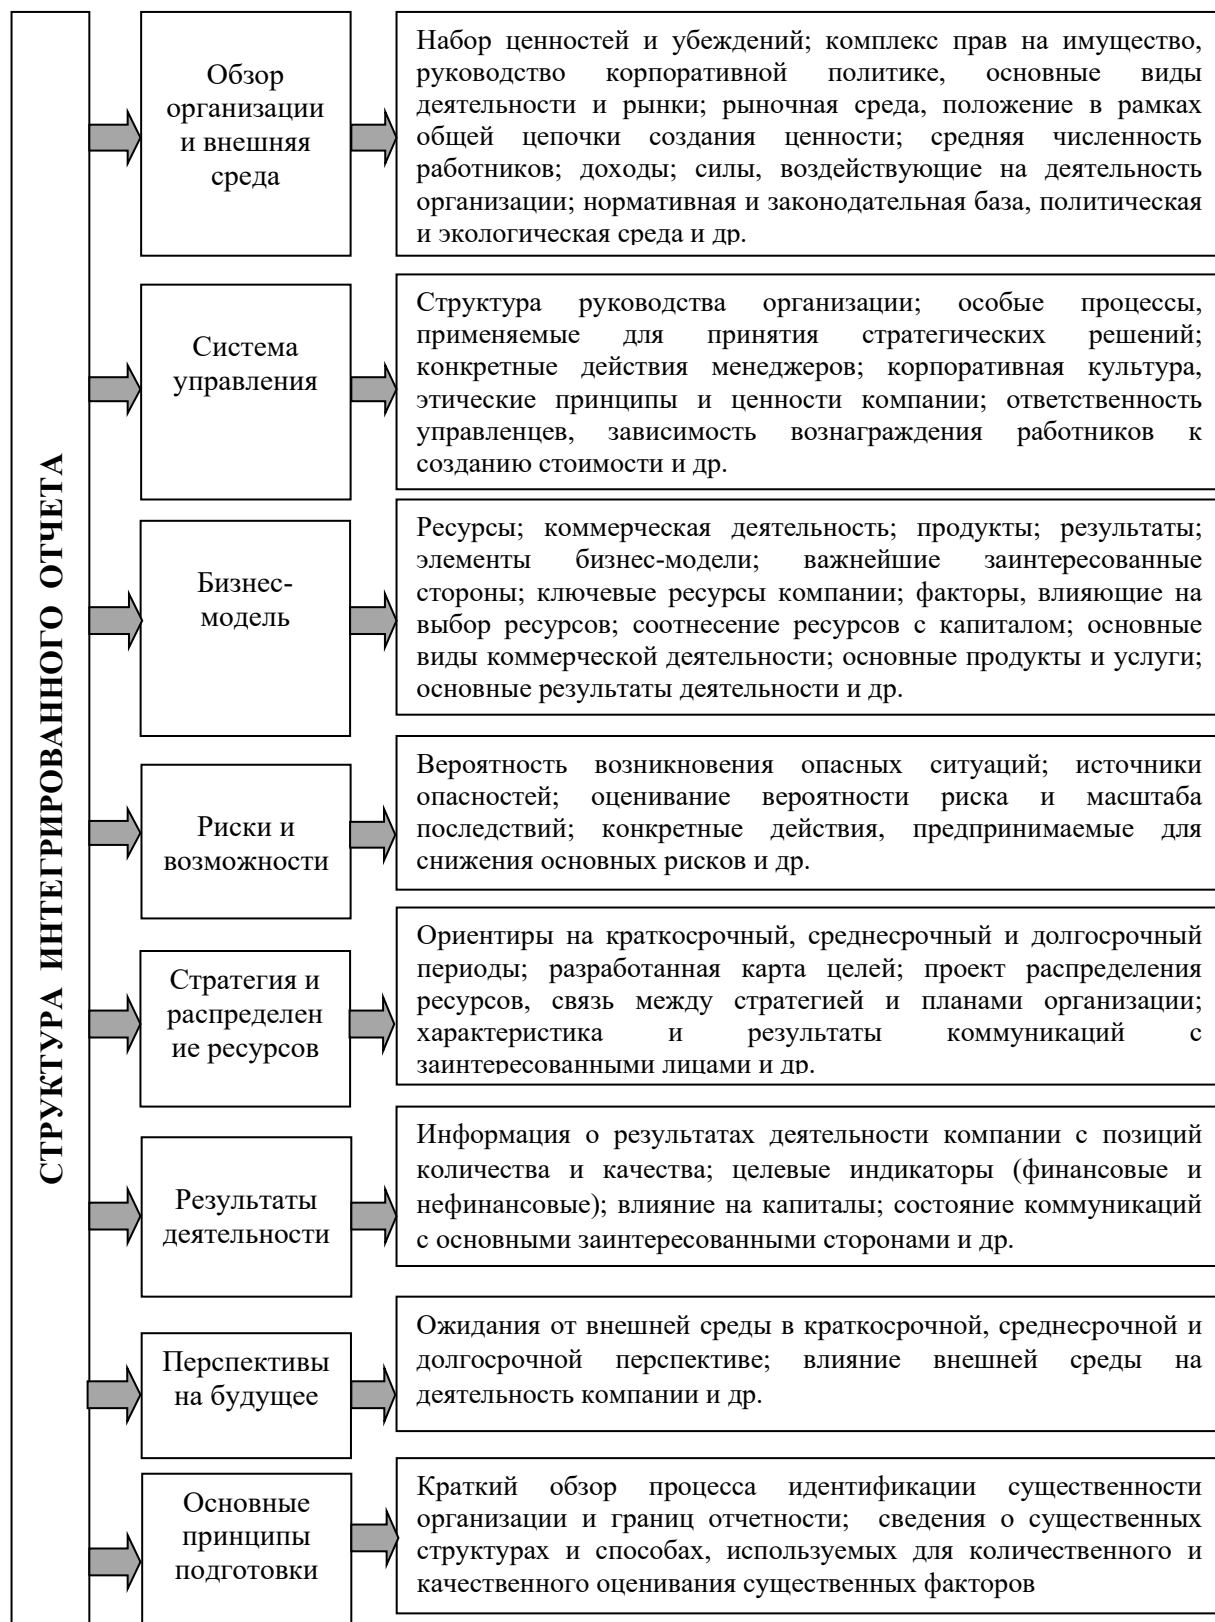 СТРУКТУРА ИНТЕГРИРОВАННОГО ОТЧЕТА
Обзор
организации
и внешняя
среда
Набор ценностей и убеждений; комплекс прав на имущество,
руководство корпоративной политике, основные виды
деятельности и рынки; рыночная среда, положение в рамках
общей цепочки создания ценности; средняя численность
работников; доходы; силы, воздействующие на деятельность
организации; нормативная и законодательная база, политическая
и экологическая среда и др.
Система
управления
Структура руководства организации; особые процессы,
применяемые для принятия стратегических решений;
конкретные действия менеджеров; корпоративная культура,
этические принципы и ценности компании; ответственность
управленцев, зависимость вознаграждения работников к
созданию стоимости и др.
Бизнес-
модель
Ресурсы; коммерческая деятельность; продукты; результаты;
элементы бизнес-модели; важнейшие заинтересованные
стороны; ключевые ресурсы компании; факторы, влияющие на
выбор ресурсов; соотнесение ресурсов с капиталом; основные
виды коммерческой деятельности; основные продукты и услуги;
основные результаты деятельности и др.
Риски и
возможности
Вероятность возникновения опасных ситуаций; источники
опасностей; оценивание вероятности риска и масштаба
последствий; конкретные действия, предпринимаемые для
снижения основных рисков и др.
Стратегия и
распределен
ие ресурсов
Ориентиры на краткосрочный, среднесрочный и долгосрочный
периоды; разработанная карта целей; проект распределения
ресурсов, связь между стратегией и планами организации;
характеристика и результаты коммуникаций с
заинтересованными лицами и др.
Результаты
деятельности
Информация о результатах деятельности компании с позиций
количества и качества; целевые индикаторы (финансовые и
нефинансовые); влияние на капиталы; состояние коммуникаций
с основными заинтересованными сторонами и др.
Перспективы
на будущее
Ожидания от внешней среды в краткосрочной, среднесрочной и
долгосрочной перспективе; влияние внешней среды на
деятельность компании и др.
Основные
принципы
подготовки
Краткий обзор процесса идентификации существенности
организации и границ отчетности; сведения о существенных
структурах и способах, используемых для количественного и
качественного оценивания существенных факторов